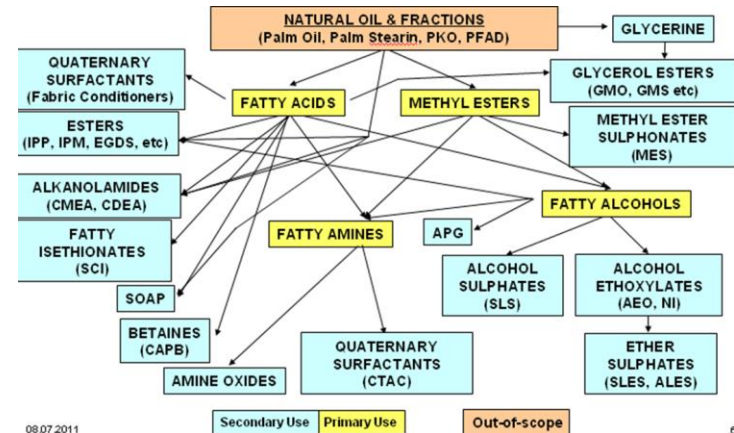 NATURAL OIL & FRACTIONS
(Palm Oil, Palm Stearin, PKO, PFAD)
GLYCERINE
QUATERNARY
SURFACTANTS
(Fabric Conditioners)
FATTY ACIDS
METHYL ESTERS
GLYCEROL ESTERS
(GMO, GMS etc)
ESTERS
(IPP, IPM, EGDS, etc)
METHYL ESTER
SULPHONATES
(MES)
ALKANOLAMIDES
(CMEA, CDEA)
FATTY ALCOHOLS
FATTY
ISETHIONATES
(SCI)
FATTY AMINES
APG
SOAP
ALCOHOL
SULPHATES
(SLS)
ALCOHOL
ETHOXYLATES
(AEO, NI)
BETAINES
(CAPB)
QUATERNARY
SURFACTANTS
(CTAC)
ETHER
SULPHATES
(SLES, ALES)
AMINE OXIDES
Secondary Use
Primary Use
Out-of-scope
08.07.2011
6